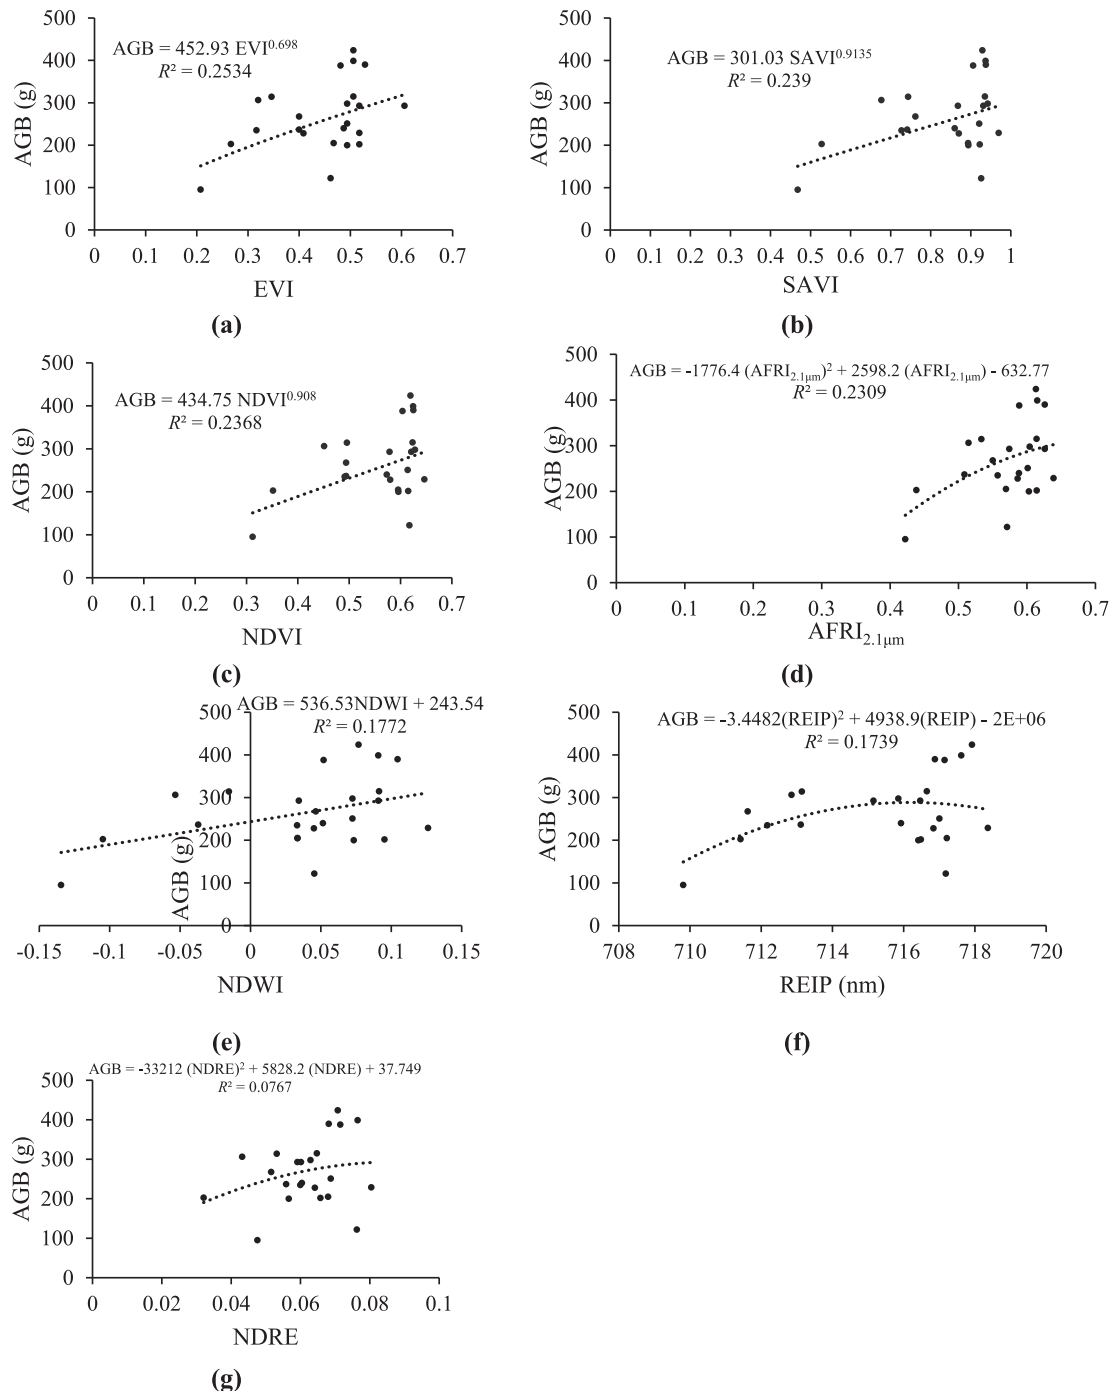 500
400
300
200
100
0
AGB (g)
AGB = 452.93 EVI^0.698
R² = 0.2534
0 0.1 0.2 0.3 0.4 0.5 0.6 0.7
EVI
(a)
500
400
300
200
100
0
AGB (g)
AGB = 301.03 SAVI^0.9135
R² = 0.239
0 0.1 0.2 0.3 0.4 0.5 0.6 0.7 0.8 0.9 1
SAVI
(b)
500
400
300
200
100
0
AGB (g)
AGB = 434.75 NDVI^0.908
R² = 0.2368
0 0.1 0.2 0.3 0.4 0.5 0.6 0.7
NDVI
(c)
500
400
300
200
100
0
AGB (g)
AGB = -1776.4 (AFRI2.1μm)² + 2598.2 (AFRI2.1μm) - 632.77
R² = 0.2309
0 0.1 0.2 0.3 0.4 0.5 0.6 0.7
AFRI2.1μm
(d)
AGB = 536.53NDWI + 243.54
R² = 0.1772
500
400
300
200
100
0
AGB (g)
-0.15 -0.1 -0.05 0 0.05 0.1 0.15
NDWI
(e)
500
400
300
200
100
0
AGB (g)
AGB = -3.4482(REIP)² + 4938.9(REIP) - 2E+06
R² = 0.1739
708 710 712 714 716 718 720
REIP (nm)
(f)
AGB = -33212 (NDRE)² + 5828.2 (NDRE) + 37.749
R² = 0.0767
500
400
300
200
100
0
AGB (g)
0 0.02 0.04 0.06 0.08 0.1
NDRE
(g)